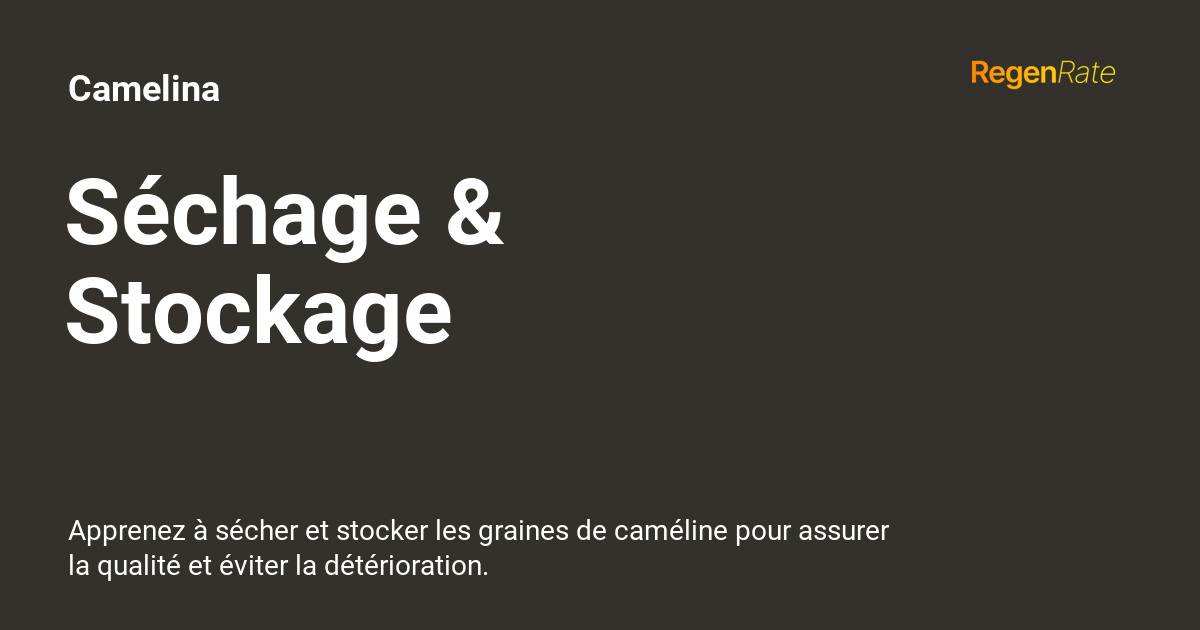 Camelina
RegenRate
Séchage &
Stockage
Apprenez à sécher et stocker les graines de caméline pour assurer
la qualité et éviter la détérioration.